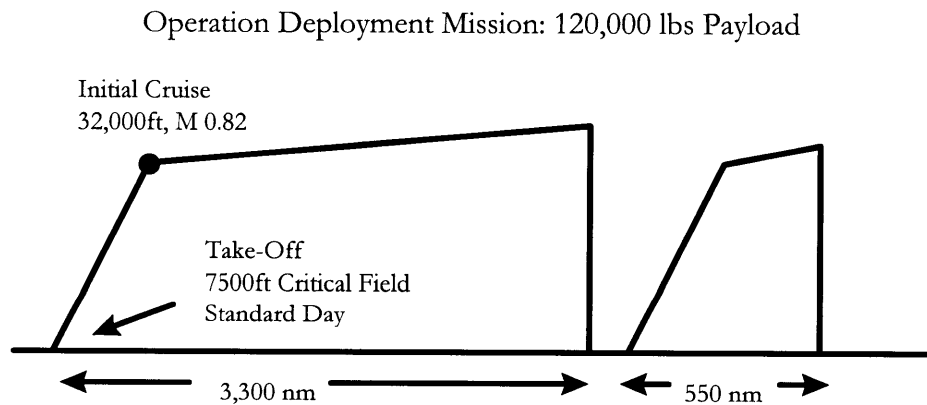 Operation Deployment Mission: 120,000 lbs Payload
Initial Cruise
32,000ft, M 0.82
Take-Off
7500ft Critical Field
Standard Day
3,300 nm
550 nm